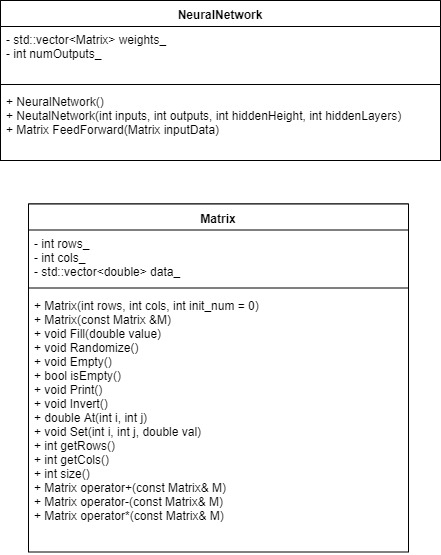 NeuralNetwork
- std::vector<Matrix> weights_
- int numOutputs_
+ NeuralNetwork()
+ NeutalNetwork(int inputs, int outputs, int hiddenHeight, int hiddenLayers)
+ Matrix FeedForward(Matrix inputData)
Matrix
- int rows_
- int cols_
- std::vector<double> data_
+ Matrix(int rows, int cols, int init_num = 0)
+ Matrix(const Matrix &M)
+ void Fill(double value)
+ void Randomize()
+ void Empty()
+ bool isEmpty()
+ void Print()
+ void Invert()
+ double At(int i, int j)
+ void Set(int i, int j, double val)
+ int getRows()
+ int getCols()
+ int size()
+ Matrix operator+(const Matrix& M)
+ Matrix operator-(const Matrix& M)
+ Matrix operator*(const Matrix& M)